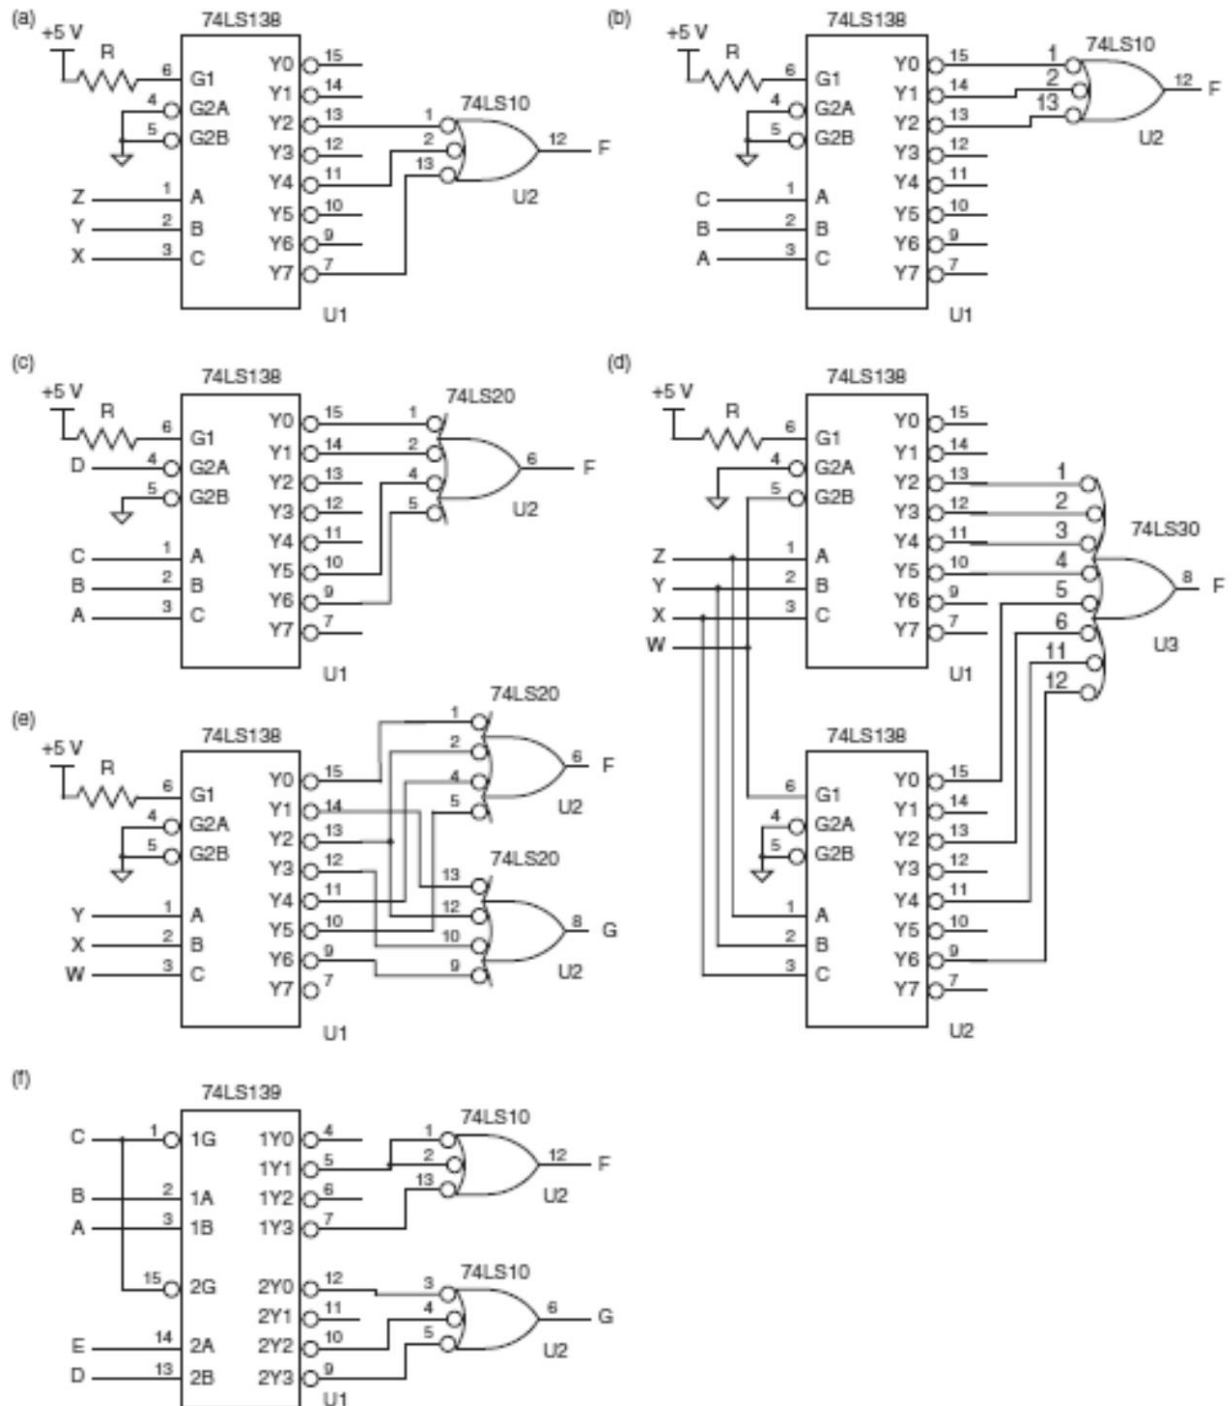 (a)
74LS138
+5 V
R
6 G1
4 G2A
5 G2B
Z 1 A
Y 2 B
X 3 C
Y0 15
Y1 14
Y2 13
Y3 12
Y4 11
Y5 10
Y6 9
Y7 7
U1
74LS10
1
2
13
12 F
U2
(b)
74LS138
+5 V
R
6 G1
4 G2A
5 G2B
C 1 A
B 2 B
A 3 C
Y0 15
Y1 14
Y2 13
Y3 12
Y4 11
Y5 10
Y6 9
Y7 7
U1
74LS10
1
2
13
12 F
U2
(c)
74LS138
+5 V
R
6 G1
D 4 G2A
5 G2B
C 1 A
B 2 B
A 3 C
Y0 15
Y1 14
Y2 13
Y3 12
Y4 11
Y5 10
Y6 9
Y7 7
U1
74LS20
1
2
4
5
6 F
U2
(d)
74LS138
+5 V
R
6 G1
4 G2A
5 G2B
Z 1 A
Y 2 B
X 3 C
W
Y0 15
Y1 14
Y2 13
Y3 12
Y4 11
Y5 10
Y6 9
Y7 7
U1
1
2
3
4
5
6
11
12
74LS30
8 F
U3
74LS138
6 G1
4 G2A
5 G2B
1 A
2 B
3 C
Y0 15
Y1 14
Y2 13
Y3 12
Y4 11
Y5 10
Y6 9
Y7 7
U2
(e)
74LS138
+5 V
R
6 G1
4 G2A
5 G2B
Y 1 A
X 2 B
W 3 C
Y0 15
Y1 14
Y2 13
Y3 12
Y4 11
Y5 10
Y6 9
Y7 7
U1
74LS20
1
2
4
5
6 F
U2
74LS20
13
12
10
9
8 G
U2
(f)
74LS139
C 1 1G
B 2 1A
A 3 1B
15 2G
E 14 2A
D 13 2B
1Y0 4
1Y1 5
1Y2 6
1Y3 7
2Y0 12
2Y1 11
2Y2 10
2Y3 9
U1
74LS10
1
2
13
12 F
U2
74LS10
3
4
5
6 G
U2